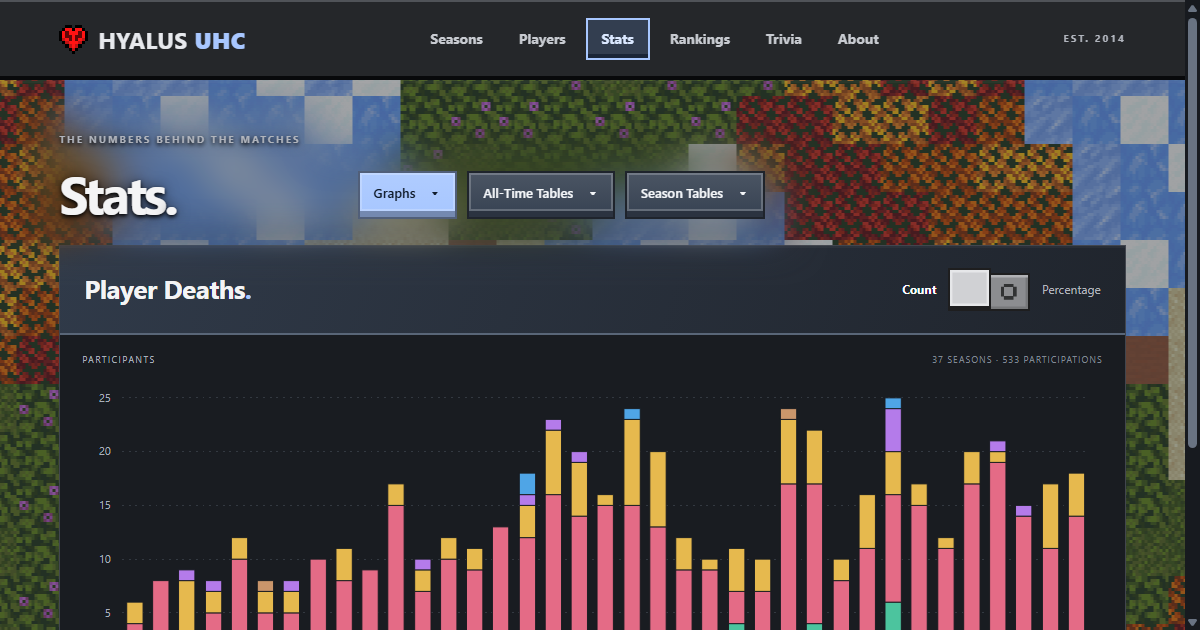 HYALUS UHC
Seasons
Players
Stats
Rankings
Trivia
About
EST. 2014
THE NUMBERS BEHIND THE MATCHES
Stats.
Graphs
All-Time Tables
Season Tables
Player Deaths.
Count
Percentage
PARTICIPANTS
37 SEASONS · 533 PARTICIPATIONS
25
20
15
10
5